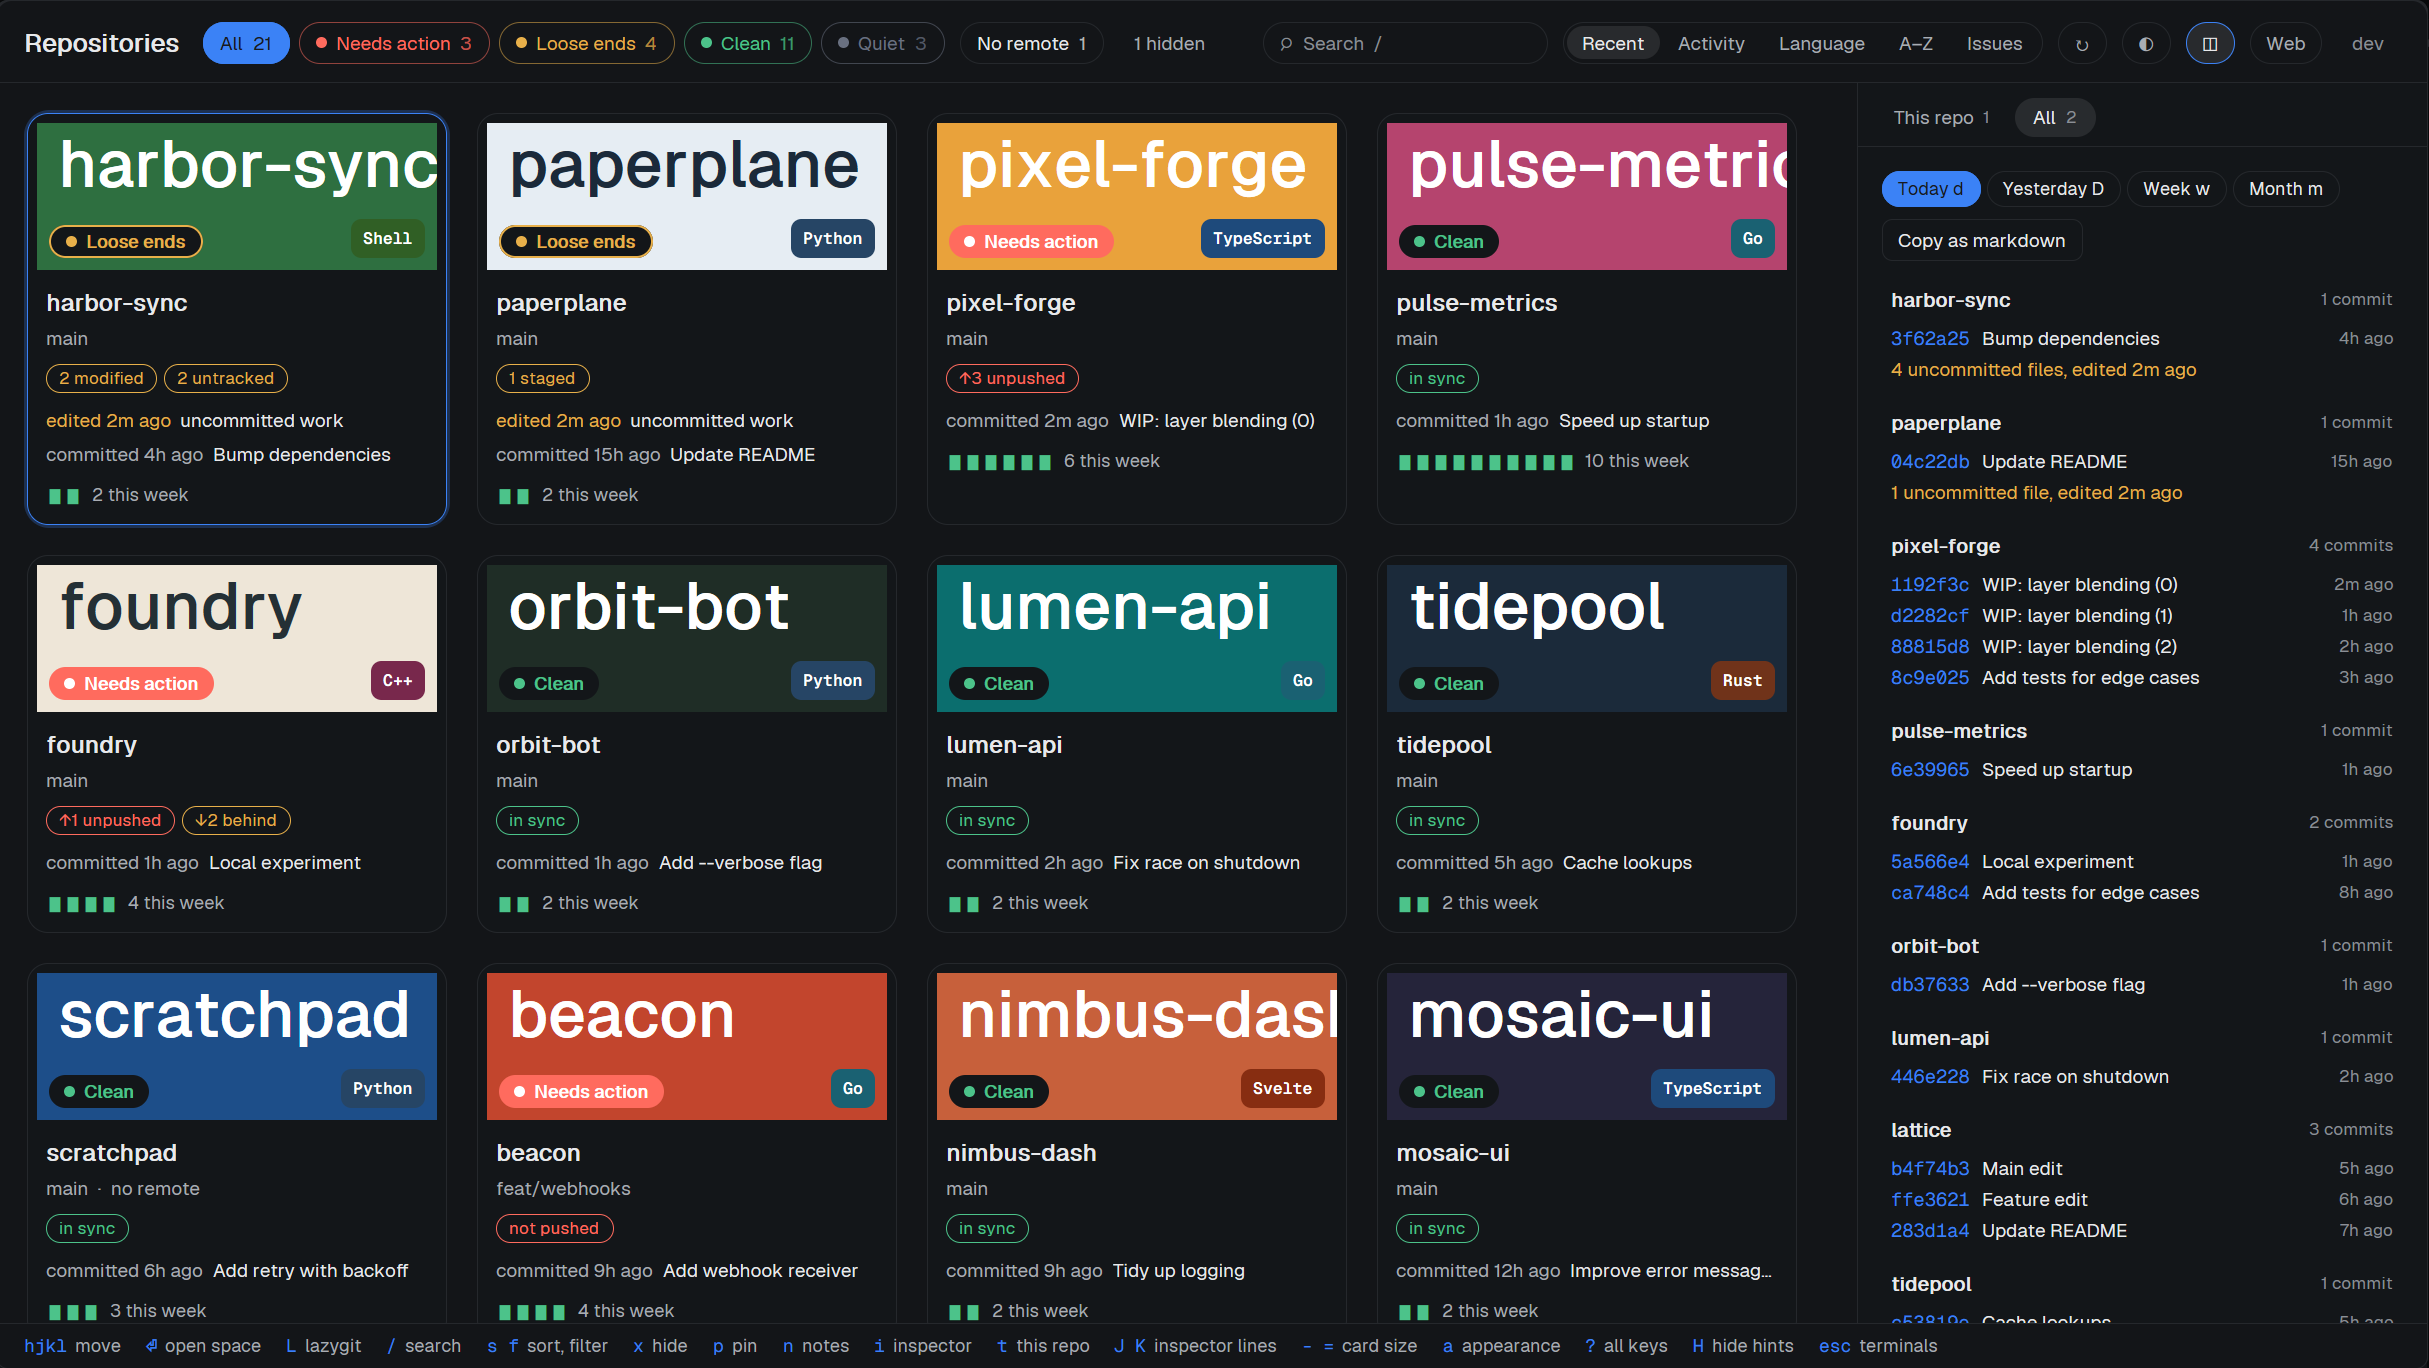 Repositories All 21 Needs action 3 Loose ends 4 Clean 11 Quiet 3 No remote 1 1 hidden Search / Recent Activity Language A–Z Issues Web dev
harbor-sync
Loose ends Shell
harbor-sync
main
2 modified 2 untracked
edited 2m ago uncommitted work
committed 4h ago Bump dependencies
2 this week
paperplane
Loose ends Python
paperplane
main
1 staged
edited 2m ago uncommitted work
committed 15h ago Update README
2 this week
pixel-forge
Needs action TypeScript
pixel-forge
main
↑3 unpushed
committed 2m ago WIP: layer blending (0)
6 this week
pulse-metric
Clean Go
pulse-metrics
main
in sync
committed 1h ago Speed up startup
10 this week
foundry
Needs action C++
foundry
main
↑1 unpushed ↓2 behind
committed 1h ago Local experiment
4 this week
orbit-bot
Clean Python
orbit-bot
main
in sync
committed 1h ago Add --verbose flag
2 this week
lumen-api
Clean Go
lumen-api
main
in sync
committed 2h ago Fix race on shutdown
2 this week
tidepool
Clean Rust
tidepool
main
in sync
committed 5h ago Cache lookups
2 this week
scratchpad
Clean Python
scratchpad
main · no remote
in sync
committed 6h ago Add retry with backoff
3 this week
beacon
Needs action Go
beacon
feat/webhooks
not pushed
committed 9h ago Add webhook receiver
4 this week
nimbus-dash
Clean Svelte
nimbus-dash
main
in sync
committed 9h ago Tidy up logging
2 this week
mosaic-ui
Clean TypeScript
mosaic-ui
main
in sync
committed 12h ago Improve error messag...
2 this week
This repo 1 All 2
Today d Yesterday D Week w Month m
Copy as markdown
harbor-sync 1 commit
3f62a25 Bump dependencies 4h ago
4 uncommitted files, edited 2m ago
paperplane 1 commit
04c22db Update README 15h ago
1 uncommitted file, edited 2m ago
pixel-forge 4 commits
1192f3c WIP: layer blending (0) 2m ago
d2282cf WIP: layer blending (1) 1h ago
88815d8 WIP: layer blending (2) 2h ago
8c9e025 Add tests for edge cases 3h ago
pulse-metrics 1 commit
6e39965 Speed up startup 1h ago
foundry 2 commits
5a566e4 Local experiment 1h ago
ca748c4 Add tests for edge cases 8h ago
orbit-bot 1 commit
db37633 Add --verbose flag 1h ago
lumen-api 1 commit
446e228 Fix race on shutdown 2h ago
lattice 3 commits
b4f74b3 Main edit 5h ago
ffe3621 Feature edit 6h ago
283d1a4 Update README 7h ago
tidepool 1 commit
Cache lookups 5h ago
hjkl move ⏎ open space L lazygit / search s f sort, filter x hide p pin n notes i inspector t this repo J K inspector lines - = card size a appearance ? all keys H hide hints esc terminals